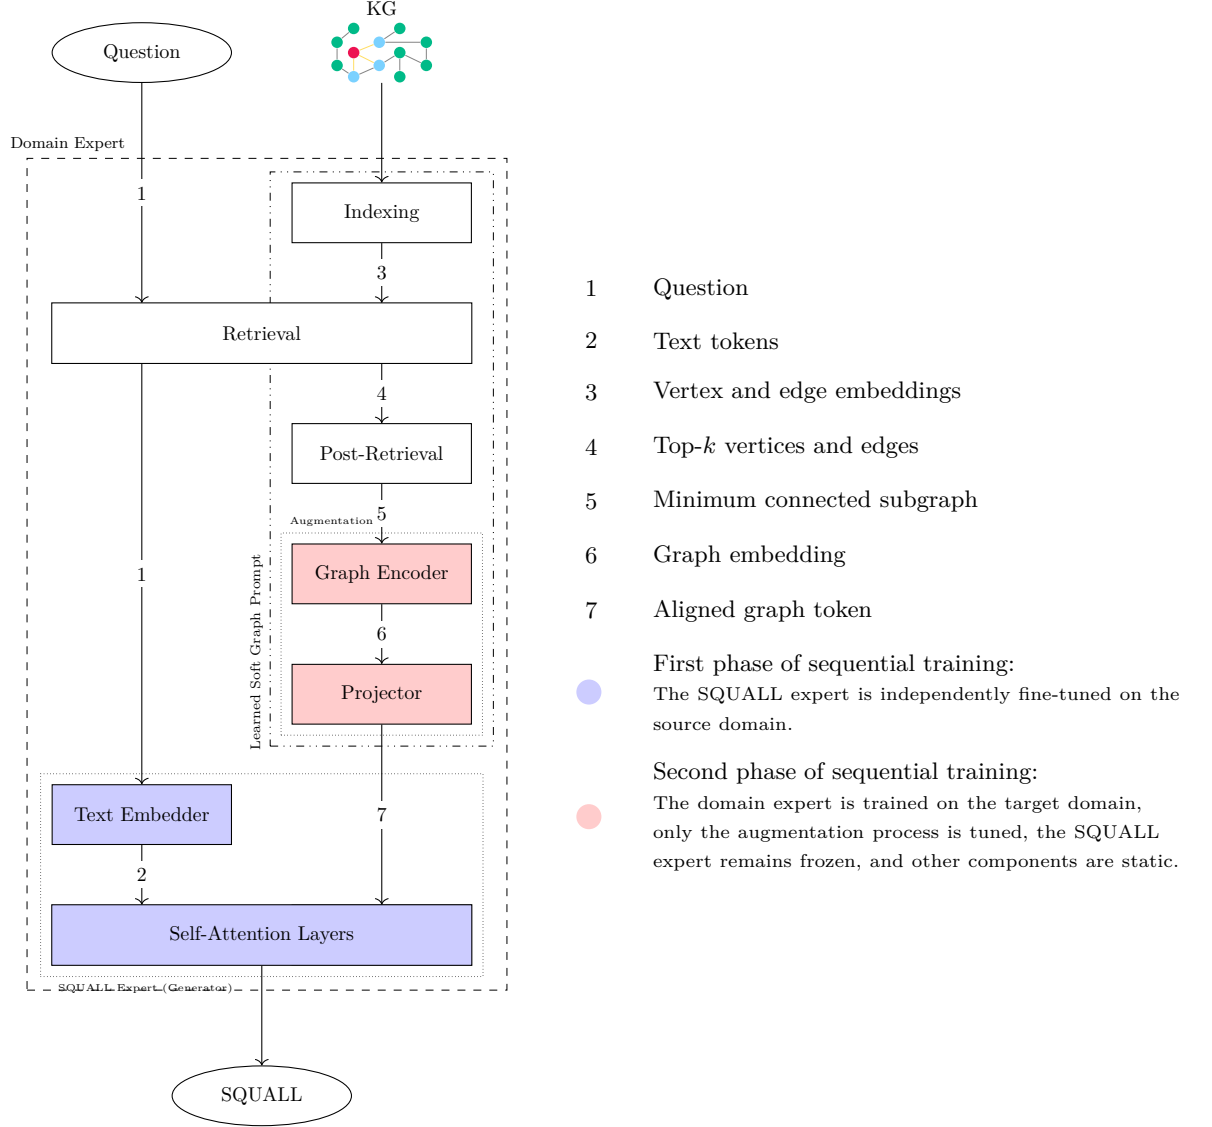 KG
Question
Domain Expert
1
Indexing
3
Retrieval
4
Post-Retrieval
5
Augmentation
Graph Encoder
1
6
Learned Soft Graph Prompt
Projector
Text Embedder
7
2
Self-Attention Layers
SQUALL Expert (Generator)
SQUALL
1 Question
2 Text tokens
3 Vertex and edge embeddings
4 Top-k vertices and edges
5 Minimum connected subgraph
6 Graph embedding
7 Aligned graph token
First phase of sequential training:
The SQUALL expert is independently fine-tuned on the
source domain.
Second phase of sequential training:
The domain expert is trained on the target domain,
only the augmentation process is tuned, the SQUALL
expert remains frozen, and other components are static.